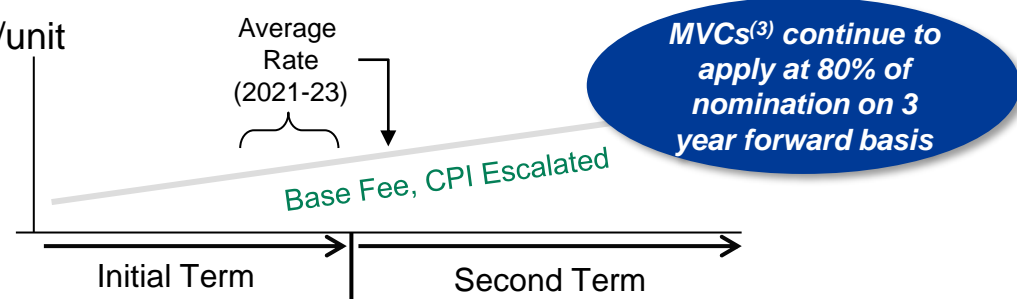 /unit
Average
Rate
(2021-23)
MVCs(3) continue to
apply at 80% of
nomination on 3
year forward basis
Base Fee, CPI Escalated
Initial Term
Second Term